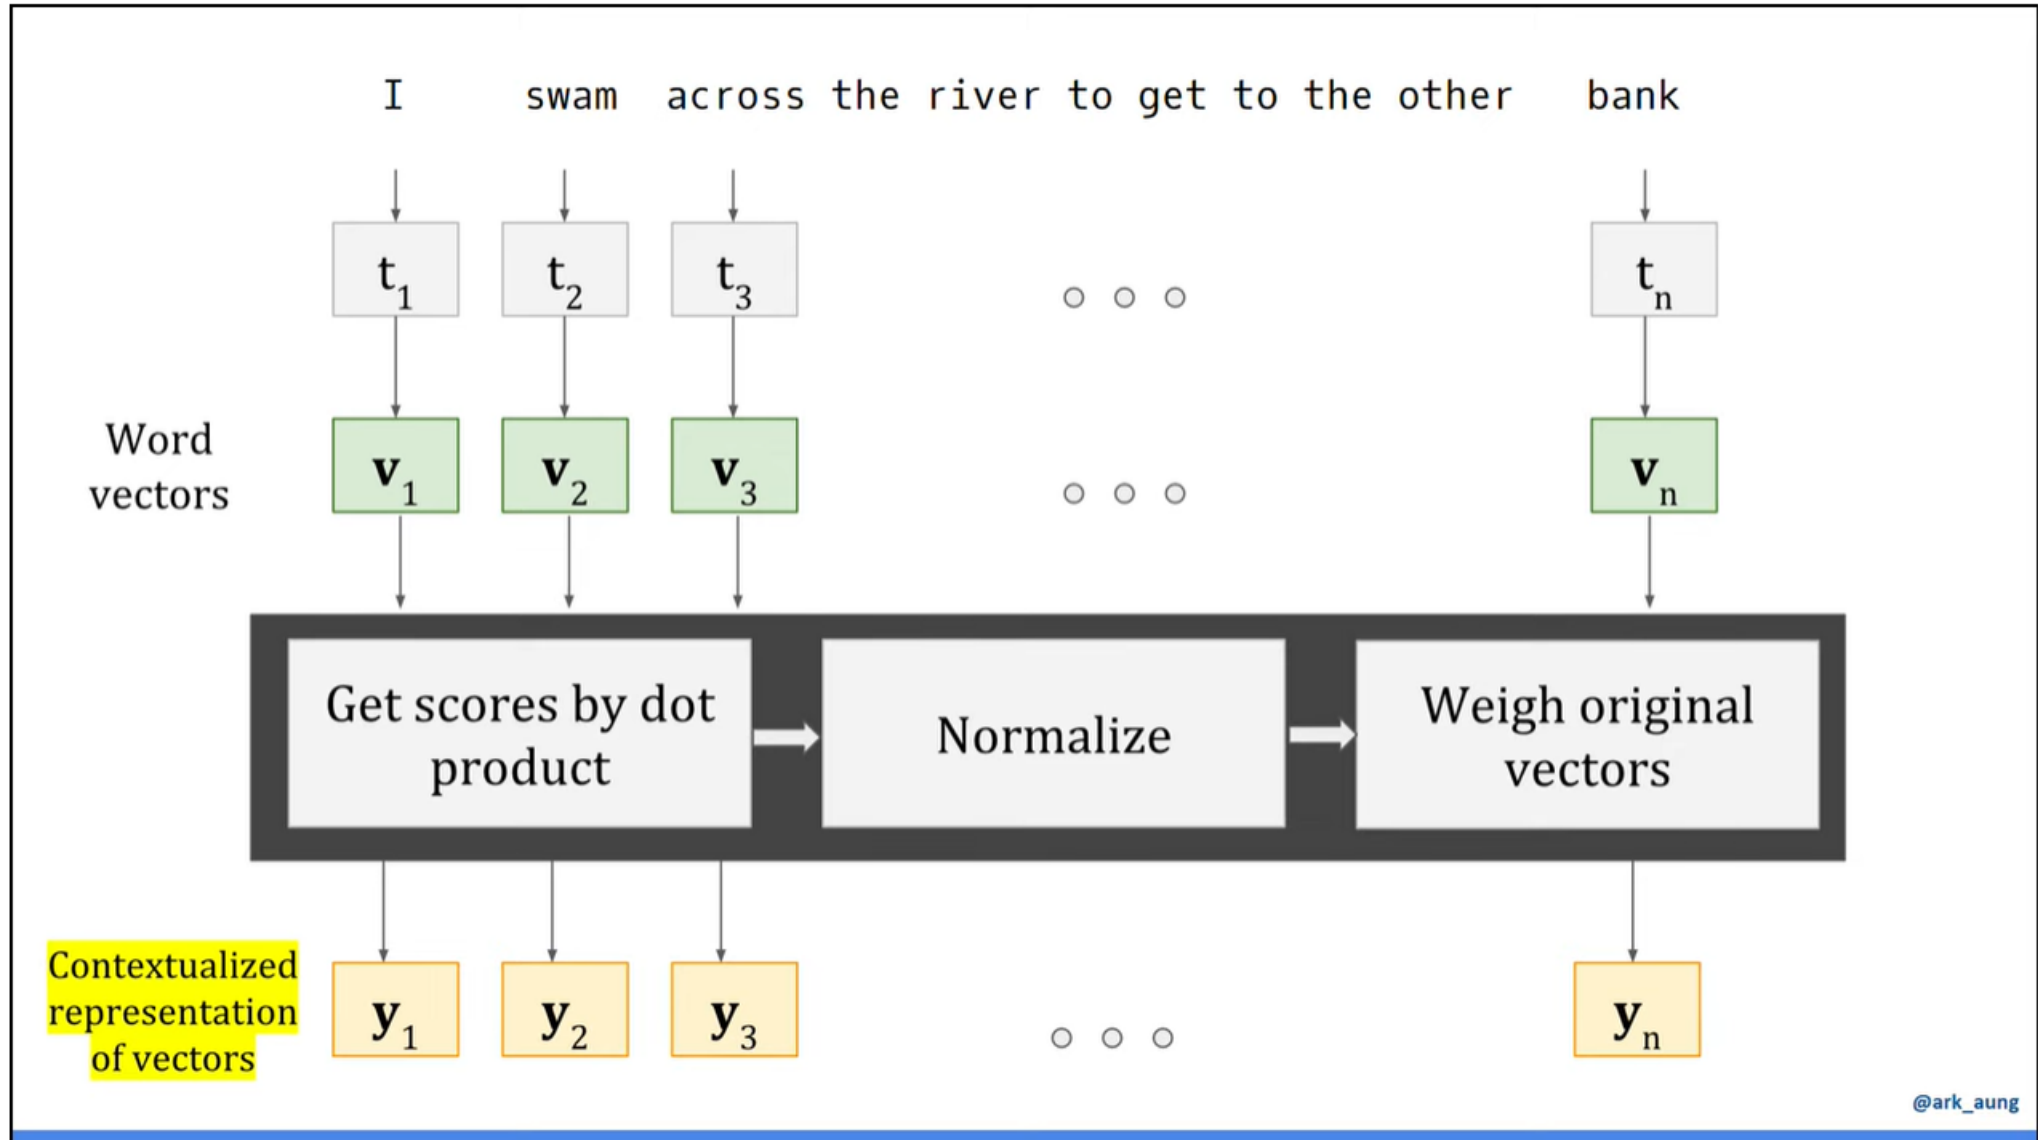 I swam across the river to get to the other bank
t1 t2 t3 tn
Word
vectors
v1 v2 v3 vn
Get scores by dot
product
Normalize
Weigh original
vectors
Contextualized
representation
of vectors
y1 y2 y3 yn
@ark_aung